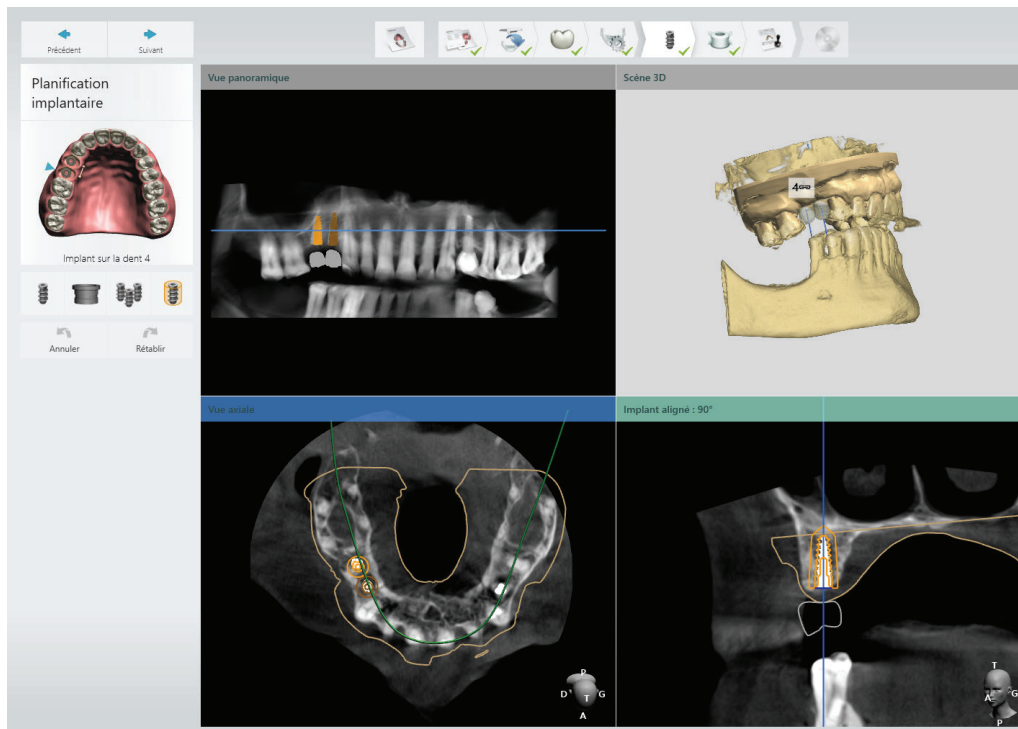 Précédent
Suivant
Planification
implantaire
Implant sur la dent 4
Annuler
Rétablir
Vue panoramique
Scène 3D
4
Vue axiale
Implant aligné : 90°
P
D
T
G
A
T
A
G
P